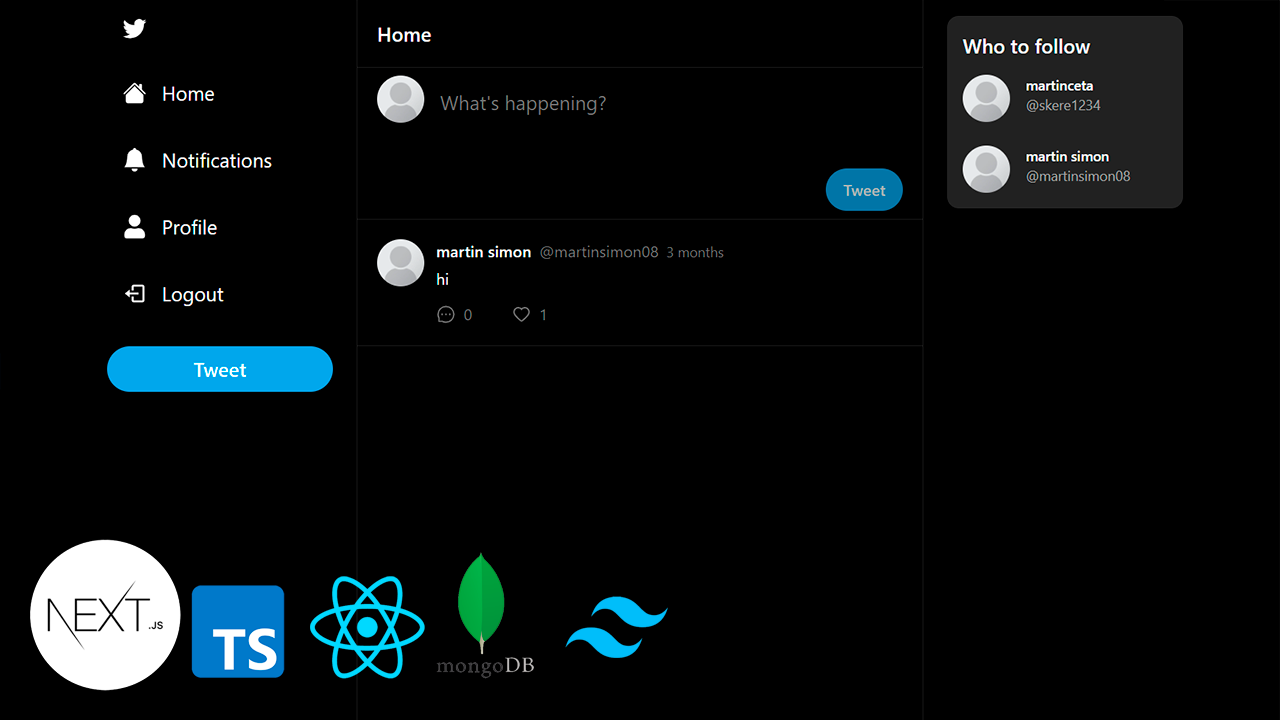 Home
Notifications
Profile
Logout
Tweet
Home
What's happening?
Tweet
martin simon @martinsimon08 3 months
hi
0 1
Who to follow
martinceta
@skere1234
martin simon
@martinsimon08
NEXT.JS
TS
mongoDB